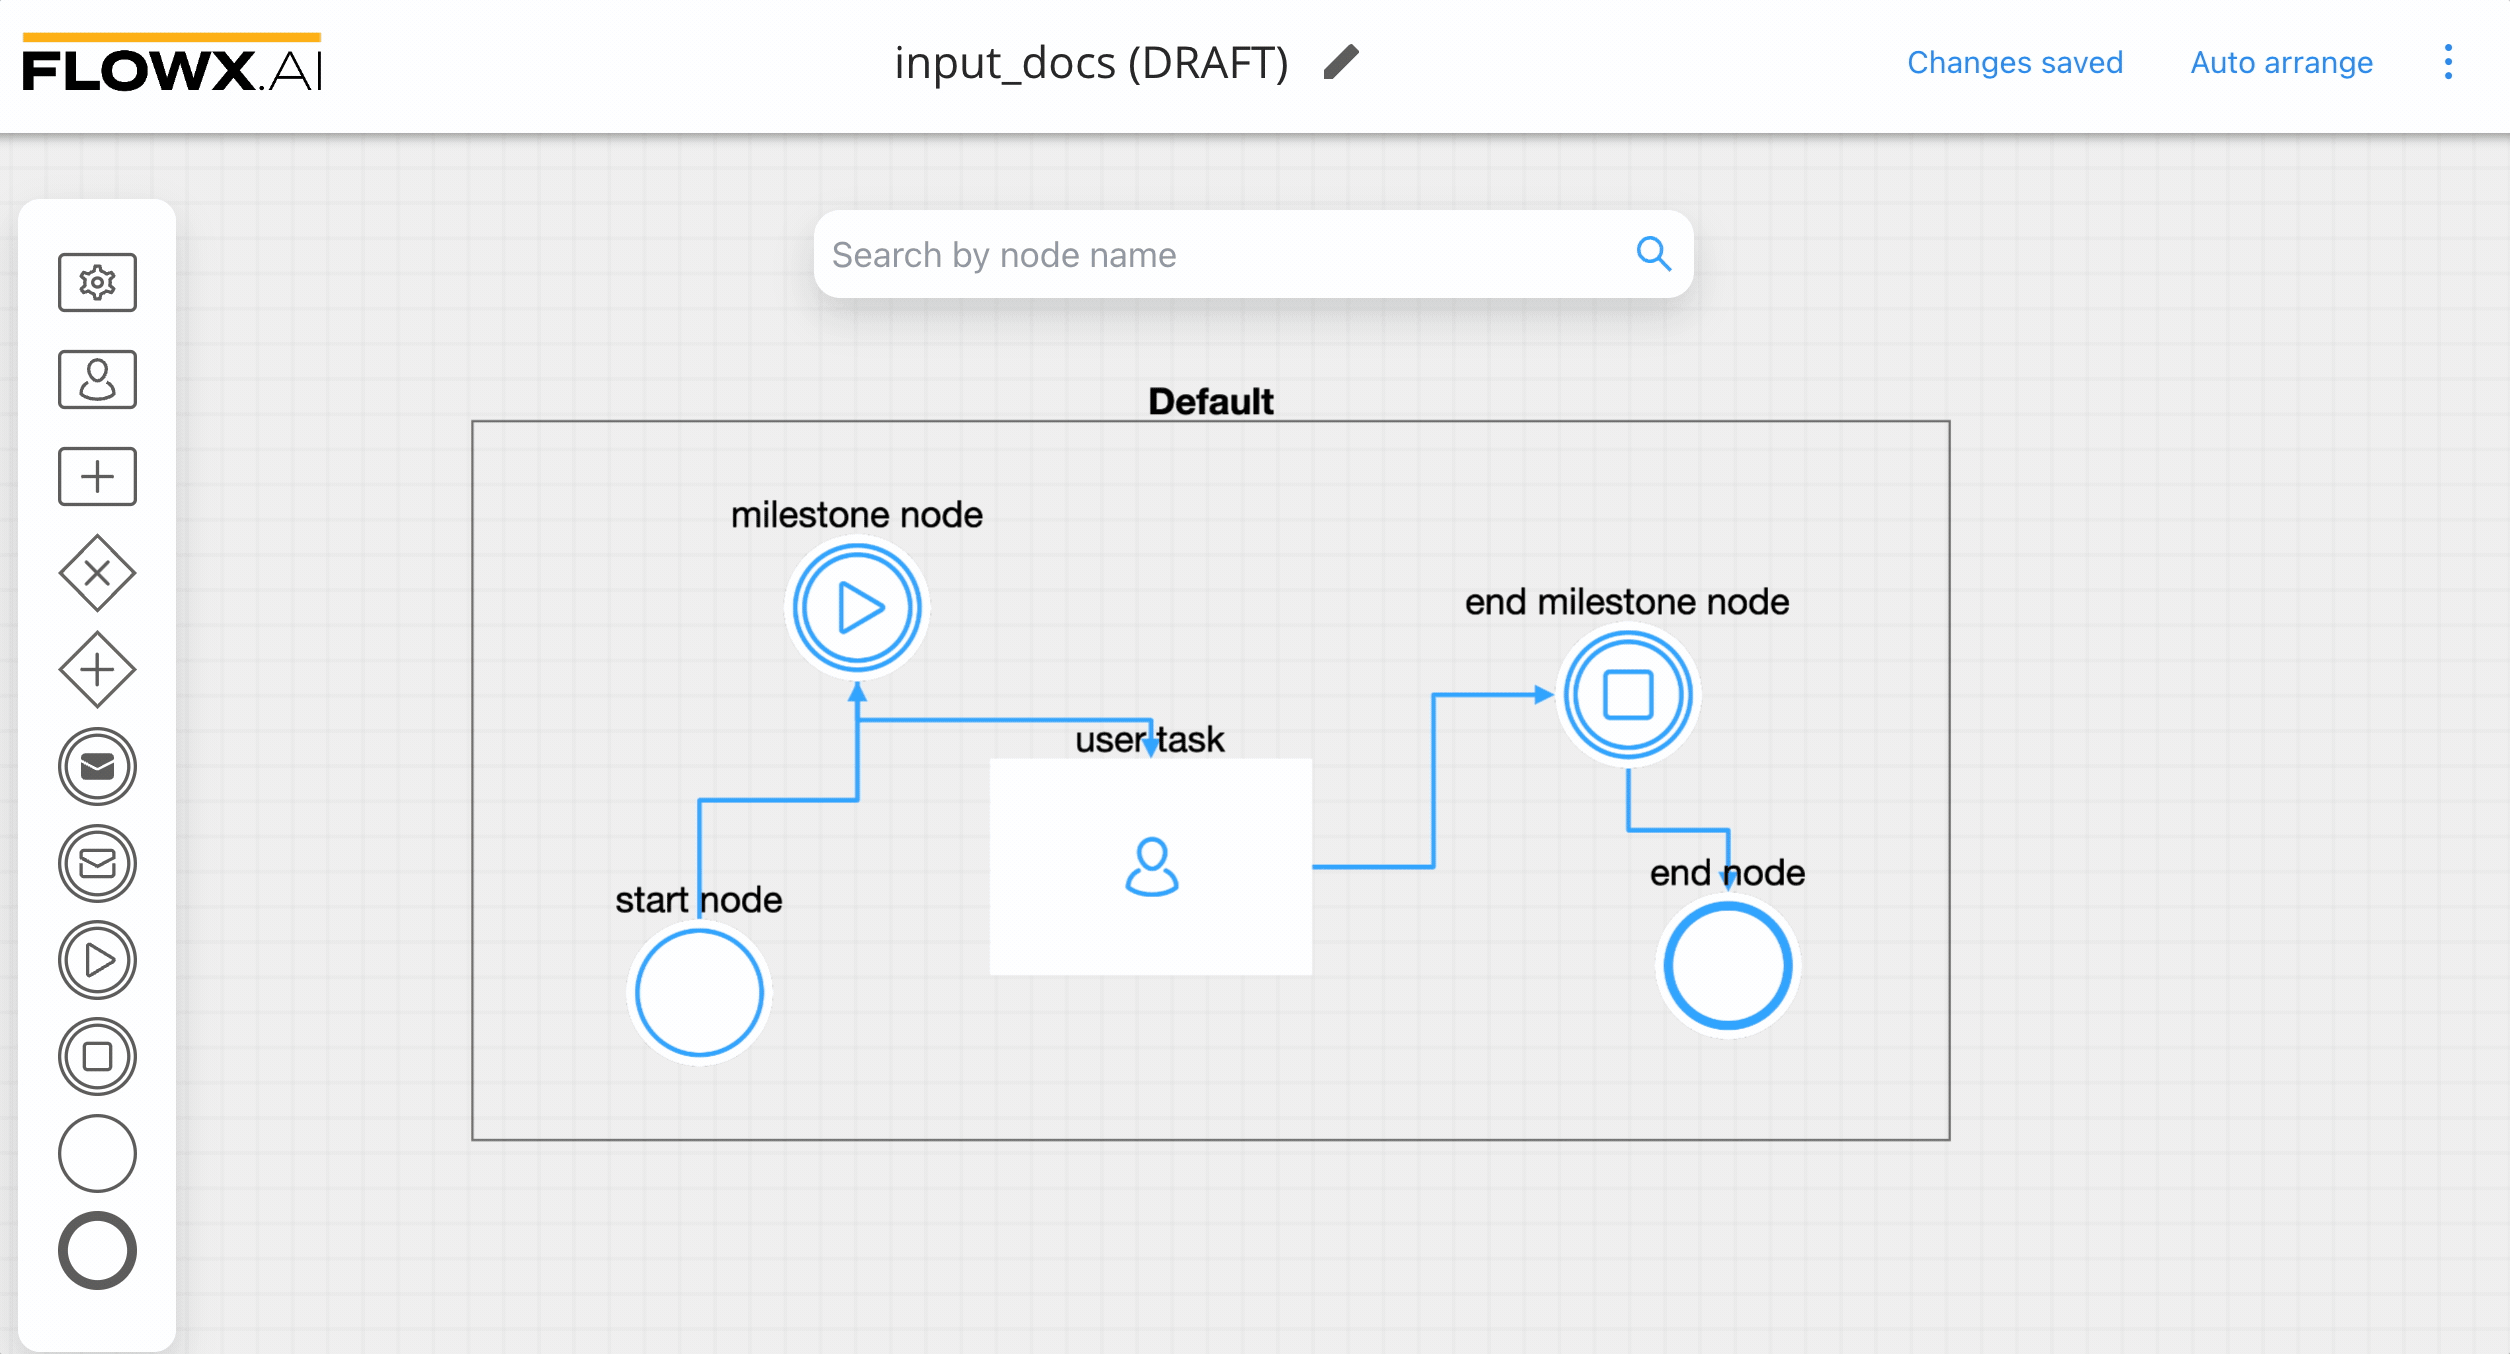 FLOWX.AI
input_docs (DRAFT)
Changes saved
Auto arrange
Search by node name
Default
milestone node
end milestone node
user task
end node
start node